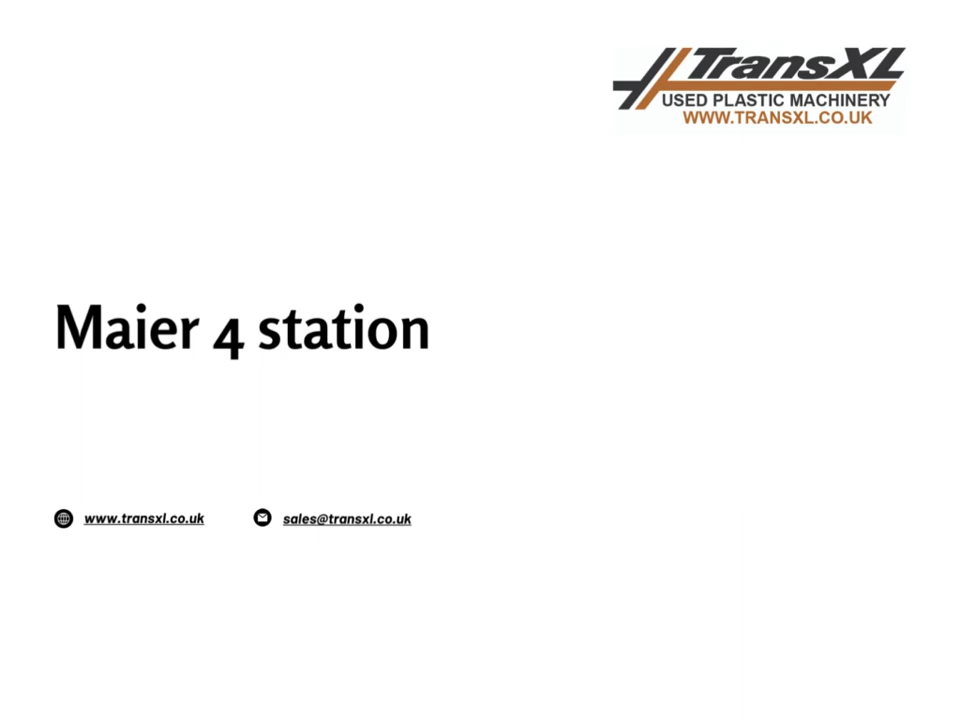 TransXL
USED PLASTIC MACHINERY
WWW.TRANSXL.CO.UK
Maier 4 station
www.transxl.co.uk
sales@transxl.co.uk